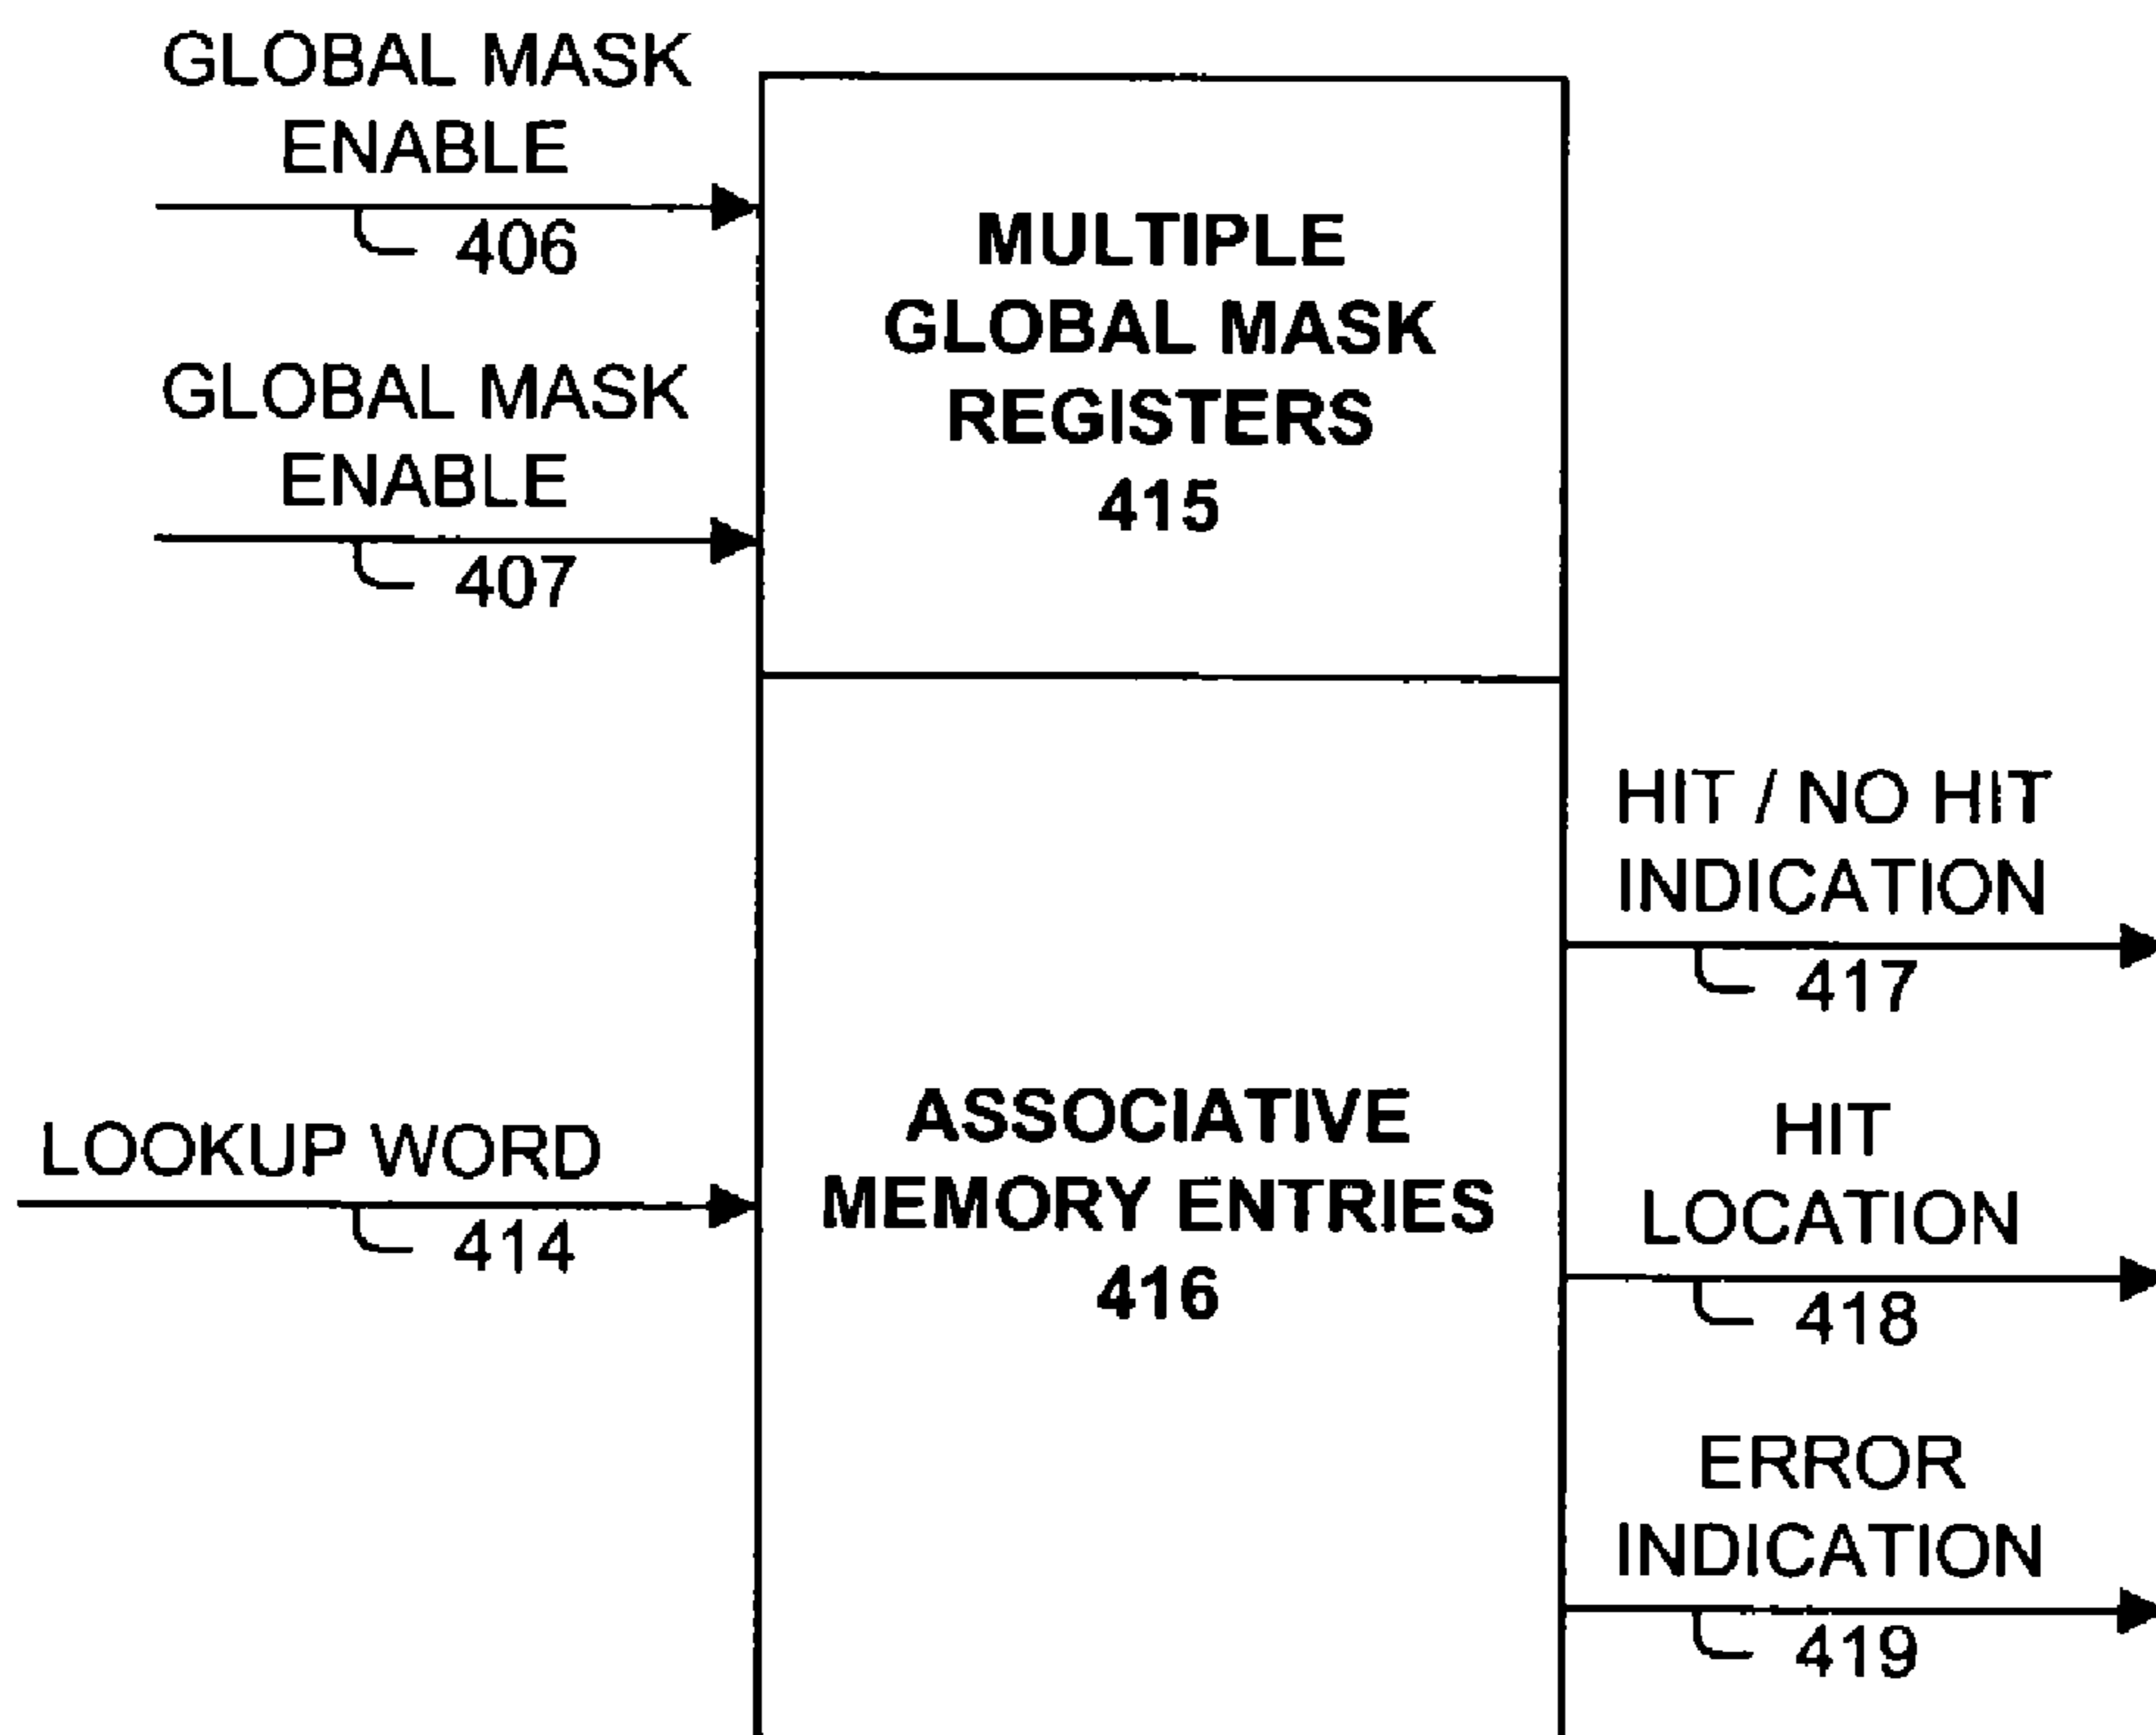 GLOBAL MASK
ENABLE
406
GLOBAL MASK
ENABLE
407
MULTIPLE
GLOBAL MASK
REGISTERS
415
LOOKUP WORD
414
ASSOCIATIVE
MEMORY ENTRIES
416
HIT / NO HIT
INDICATION
417
HIT
LOCATION
418
ERROR
INDICATION
419